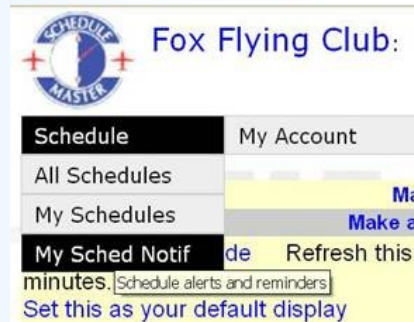 SCHEDULE
MASTER
Fox Flying Club:
Schedule My Account
All Schedules
My Schedules
Make a
My Sched Notif de Refresh this
minutes. Schedule alerts and reminders
Set this as your default display